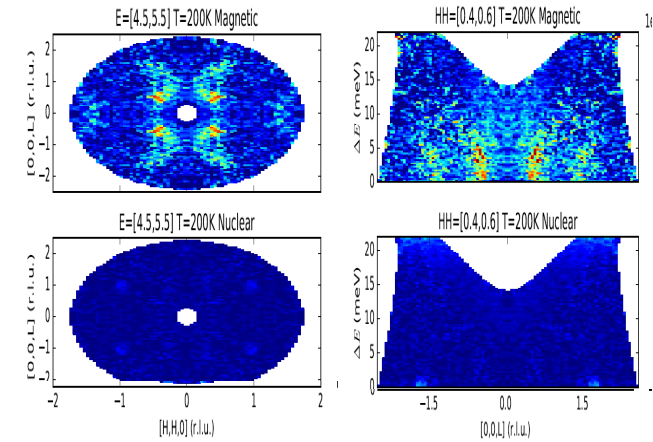 E=[4.5,5.5] T=200K Magnetic
HH=[0.4,0.6] T=200K Magnetic
1e
[0,0,L] (r.l.u.)
2
1
0
−1
−2
ΔE (meV)
20
15
10
5
0
E=[4.5,5.5] T=200K Nuclear
HH=[0.4,0.6] T=200K Nuclear
[0,0,L] (r.l.u.)
2
1
0
−1
−2
ΔE (meV)
20
15
10
5
0
−2 −1 0 1 2
−1.5 0.0 1.5
[H,H,0] (r.l.u.)
[0,0,L] (r.l.u.)